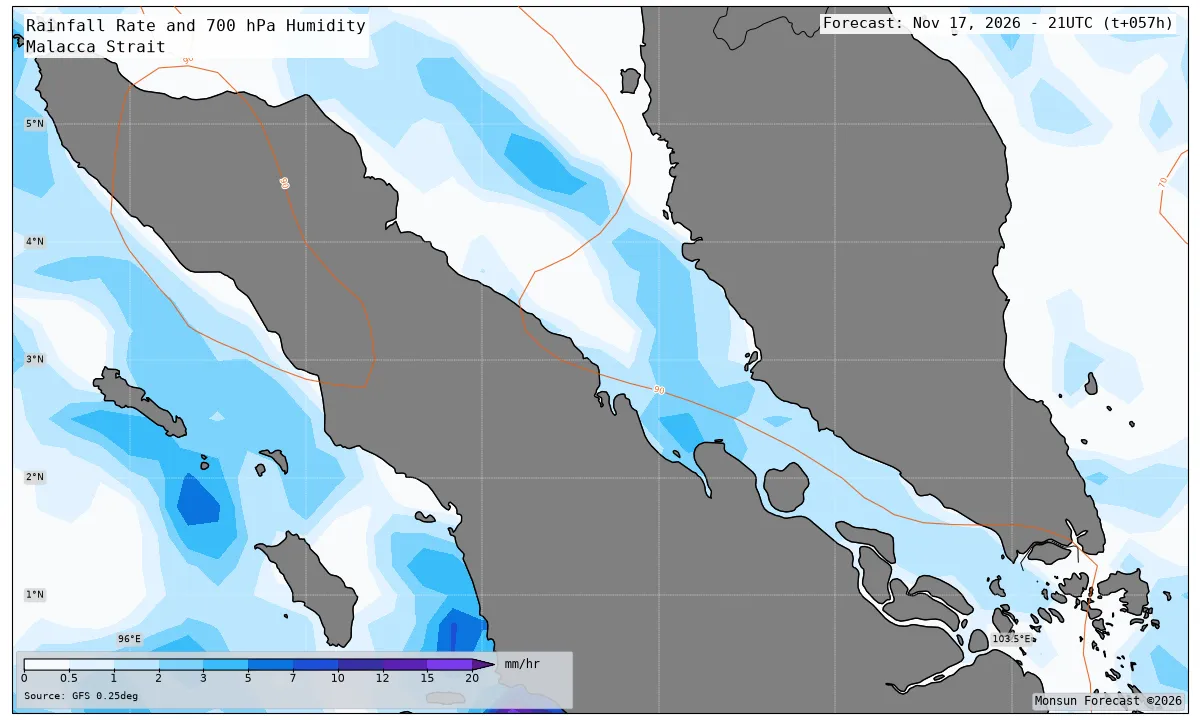 Rainfall Rate and 700 hPa Humidity
Malacca Strait
Forecast: Nov 17, 2026 - 21UTC (t+057h)
90
5°N
90
70
4°N
3°N
90
2°N
1°N
96°E
103.5°E
0 0.5 1 2 3 5 7 10 12 15 20 mm/hr
Source: GFS 0.25deg
Monsun Forecast ©2026